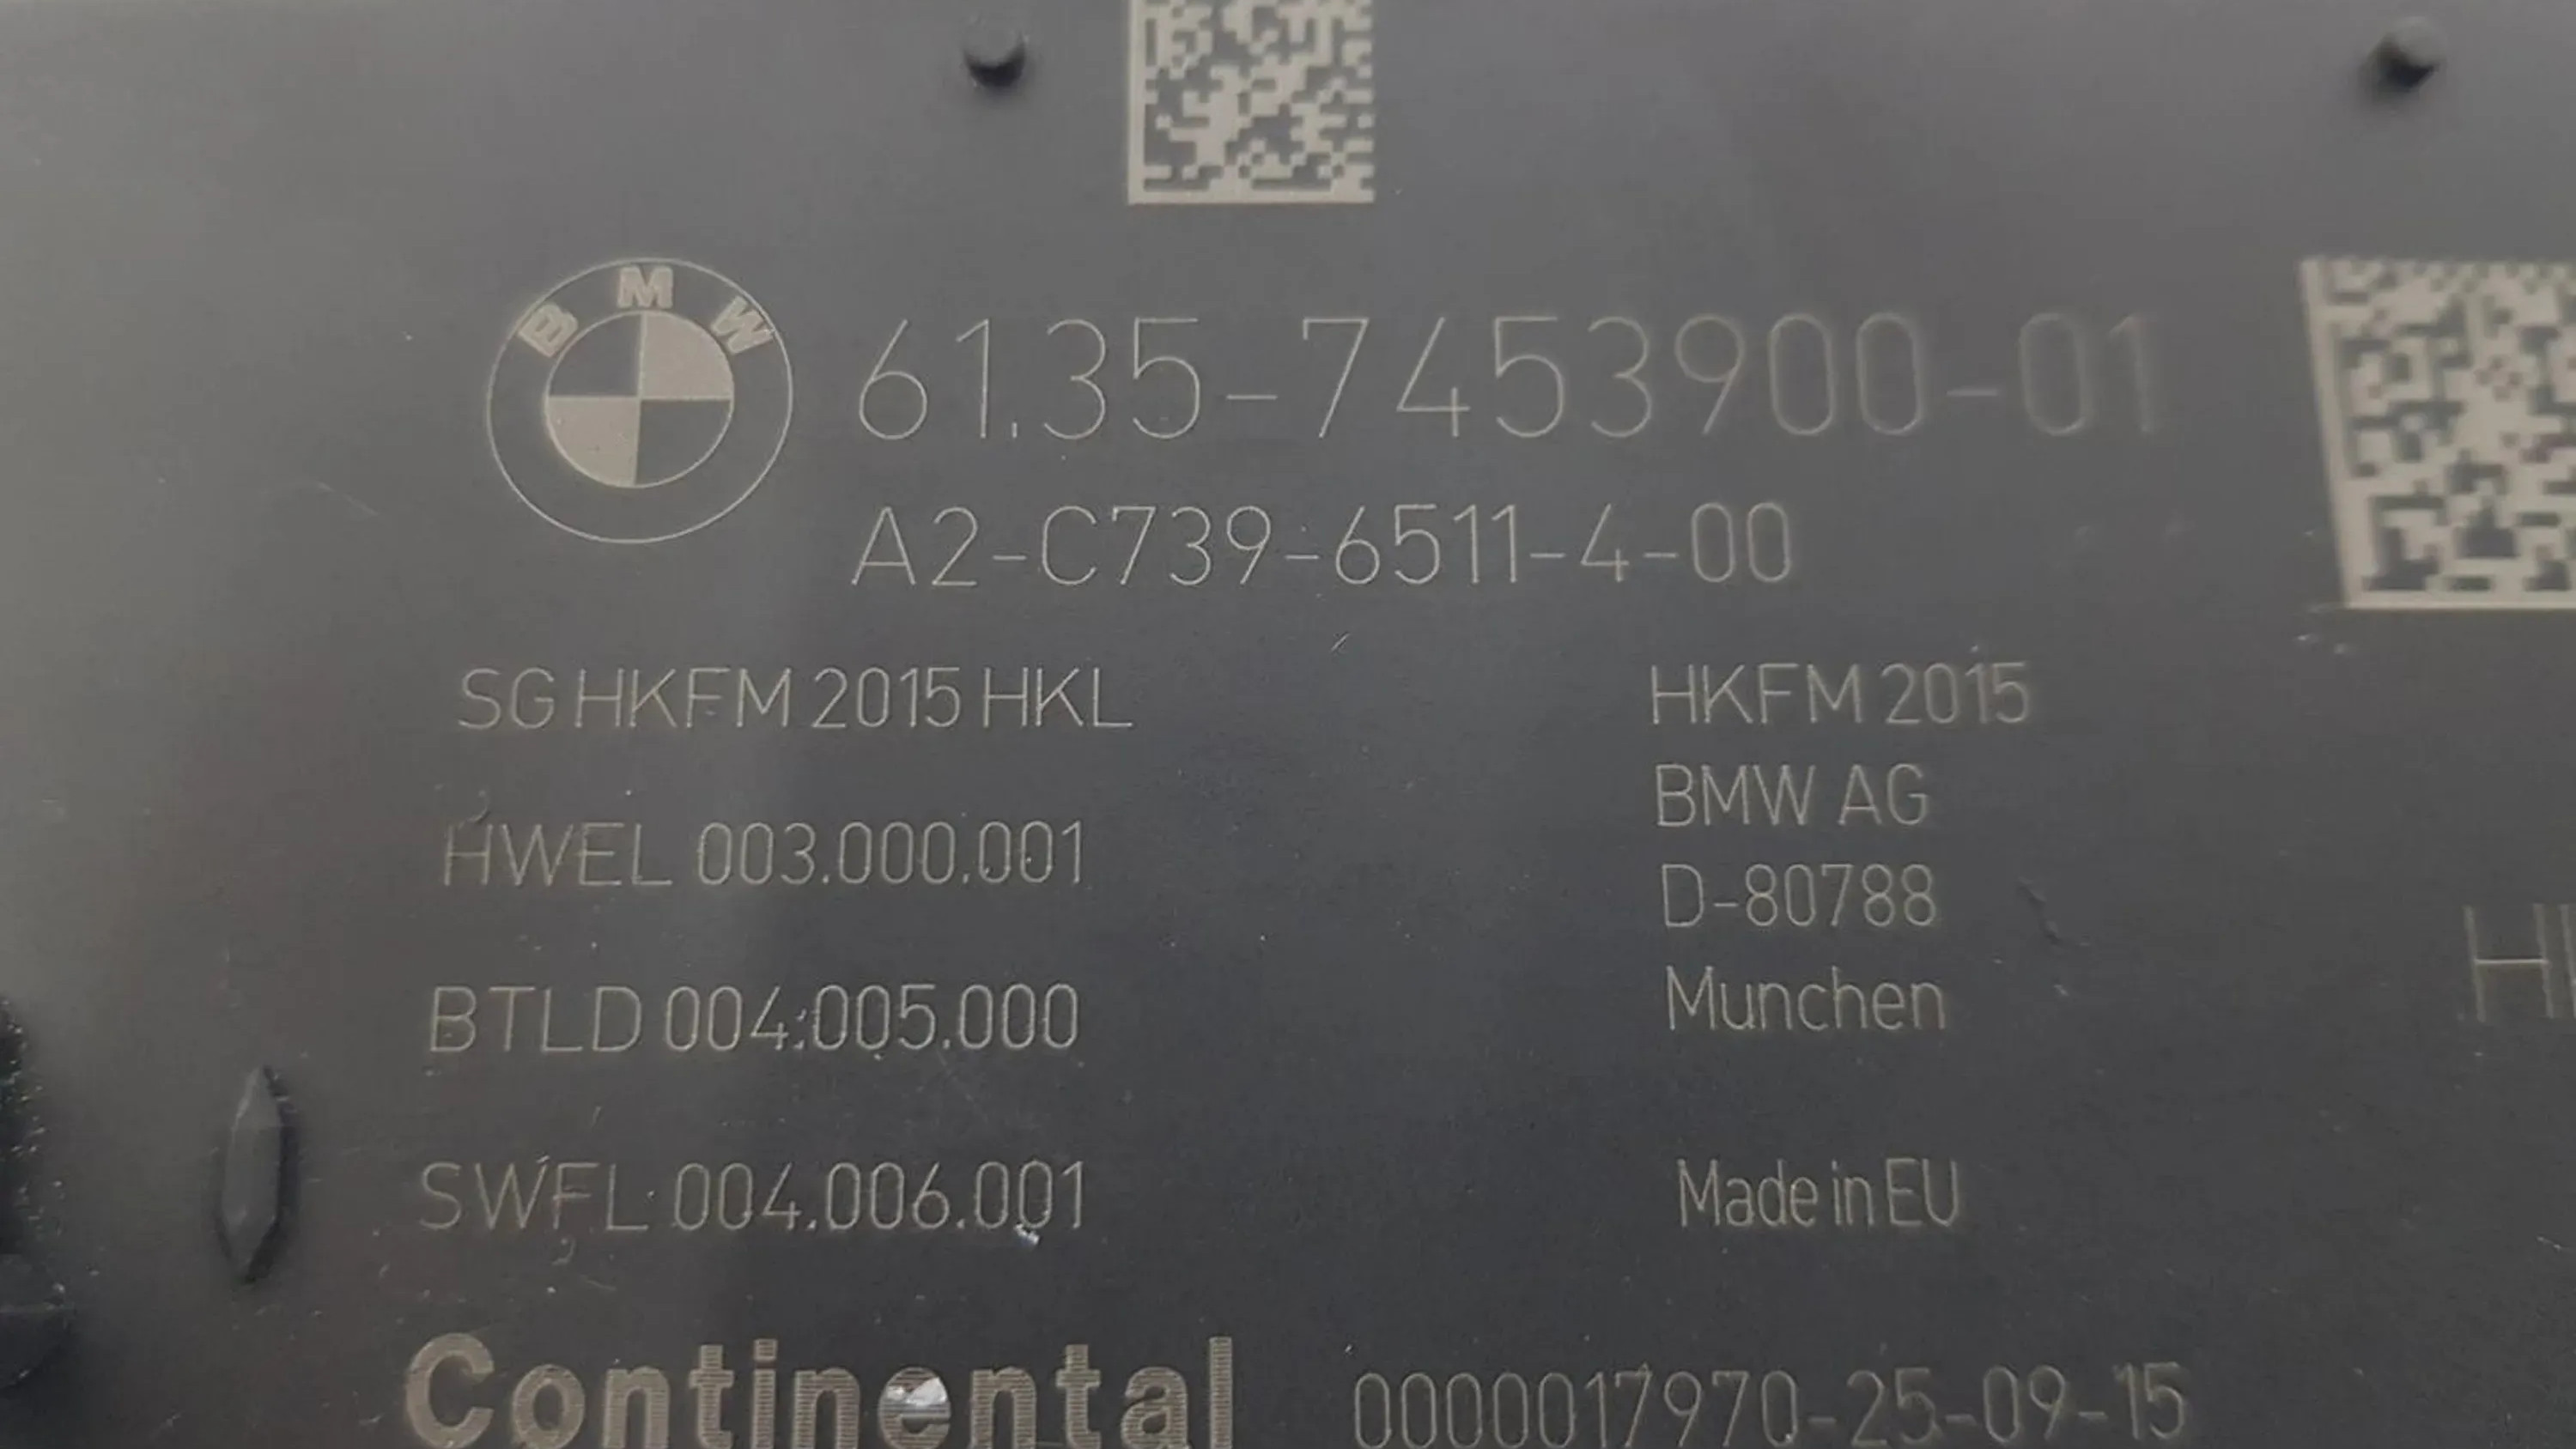 BMW
61.35-7453900-01
A2-C739-6511-4-00
SG HKFM 2015 HKL
HKFM 2015
HWEL 003.000.001
BMW AG
D-80788
BTLD 004.005.000
Munchen
SWFL 004.006.001
Made in EU
Continental
0000017970-25-09-15